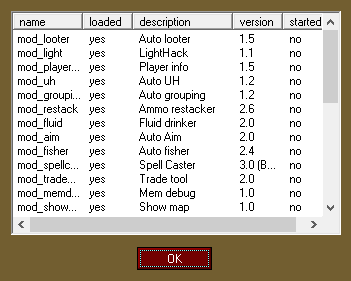 name loaded description version started
mod_looter yes Auto looter 1.5 no
mod_light yes LightHack 1.1 no
mod_player... yes Player info 1.5 no
mod_uh yes Auto UH 1.2 no
mod_groupi... yes Auto grouping 1.2 no
mod_restack yes Ammo restacker 2.6 no
mod_fluid yes Fluid drinker 2.0 no
mod_aim yes Auto Aim 2.0 no
mod_fisher yes Auto fisher 2.4 no
mod_spellc... yes Spell Caster 3.0 (B... no
mod_trade... yes Trade tool 2.0 no
mod_memd... yes Mem debug 1.0 no
mod_show... yes Show map 1.0 no
OK